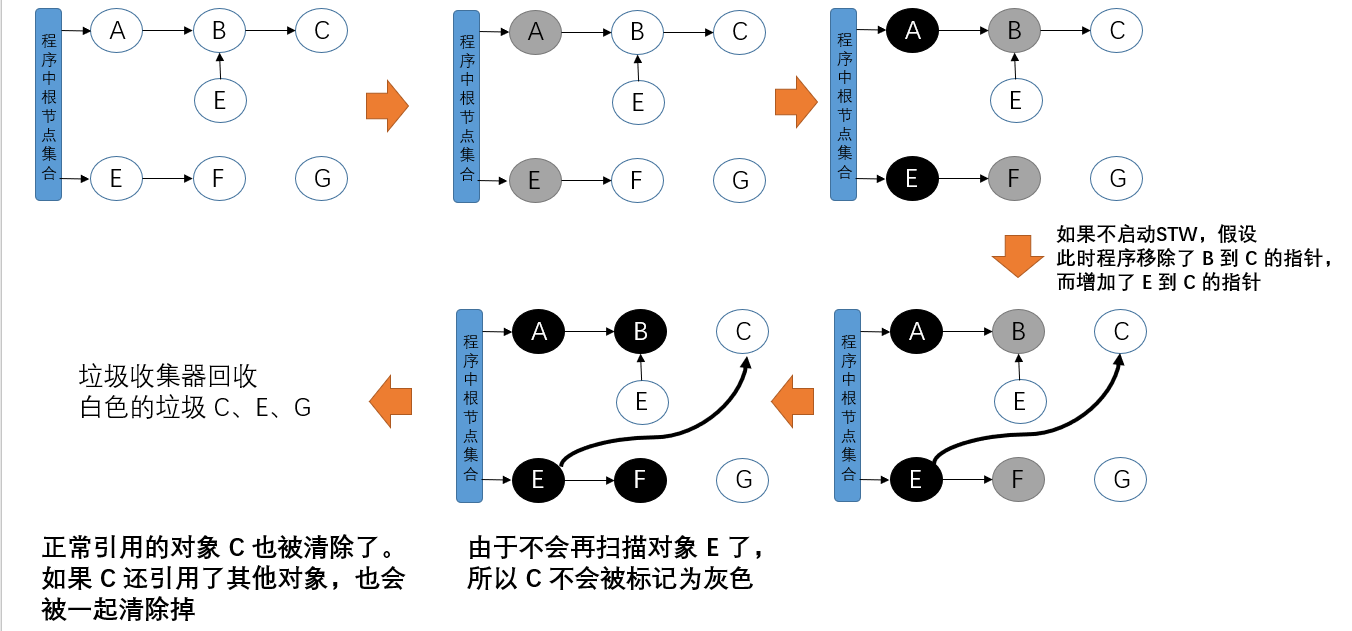 程序中根节点集合
A
B
C
E
E
F
G
程序中根节点集合
A
B
C
E
E
F
G
程序中根节点集合
A
B
C
E
E
F
G
如果不启动STW，假设
此时程序移除了 B 到 C 的指针，
而增加了 E 到 C 的指针
程序中根节点集合
A
B
C
E
E
F
G
程序中根节点集合
A
B
C
E
E
F
G
由于不会再扫描对象 E 了，
所以 C 不会被标记为灰色
垃圾收集器回收
白色的垃圾 C、E、G
正常引用的对象 C 也被清除了。
如果 C 还引用了其他对象，也会
被一起清除掉